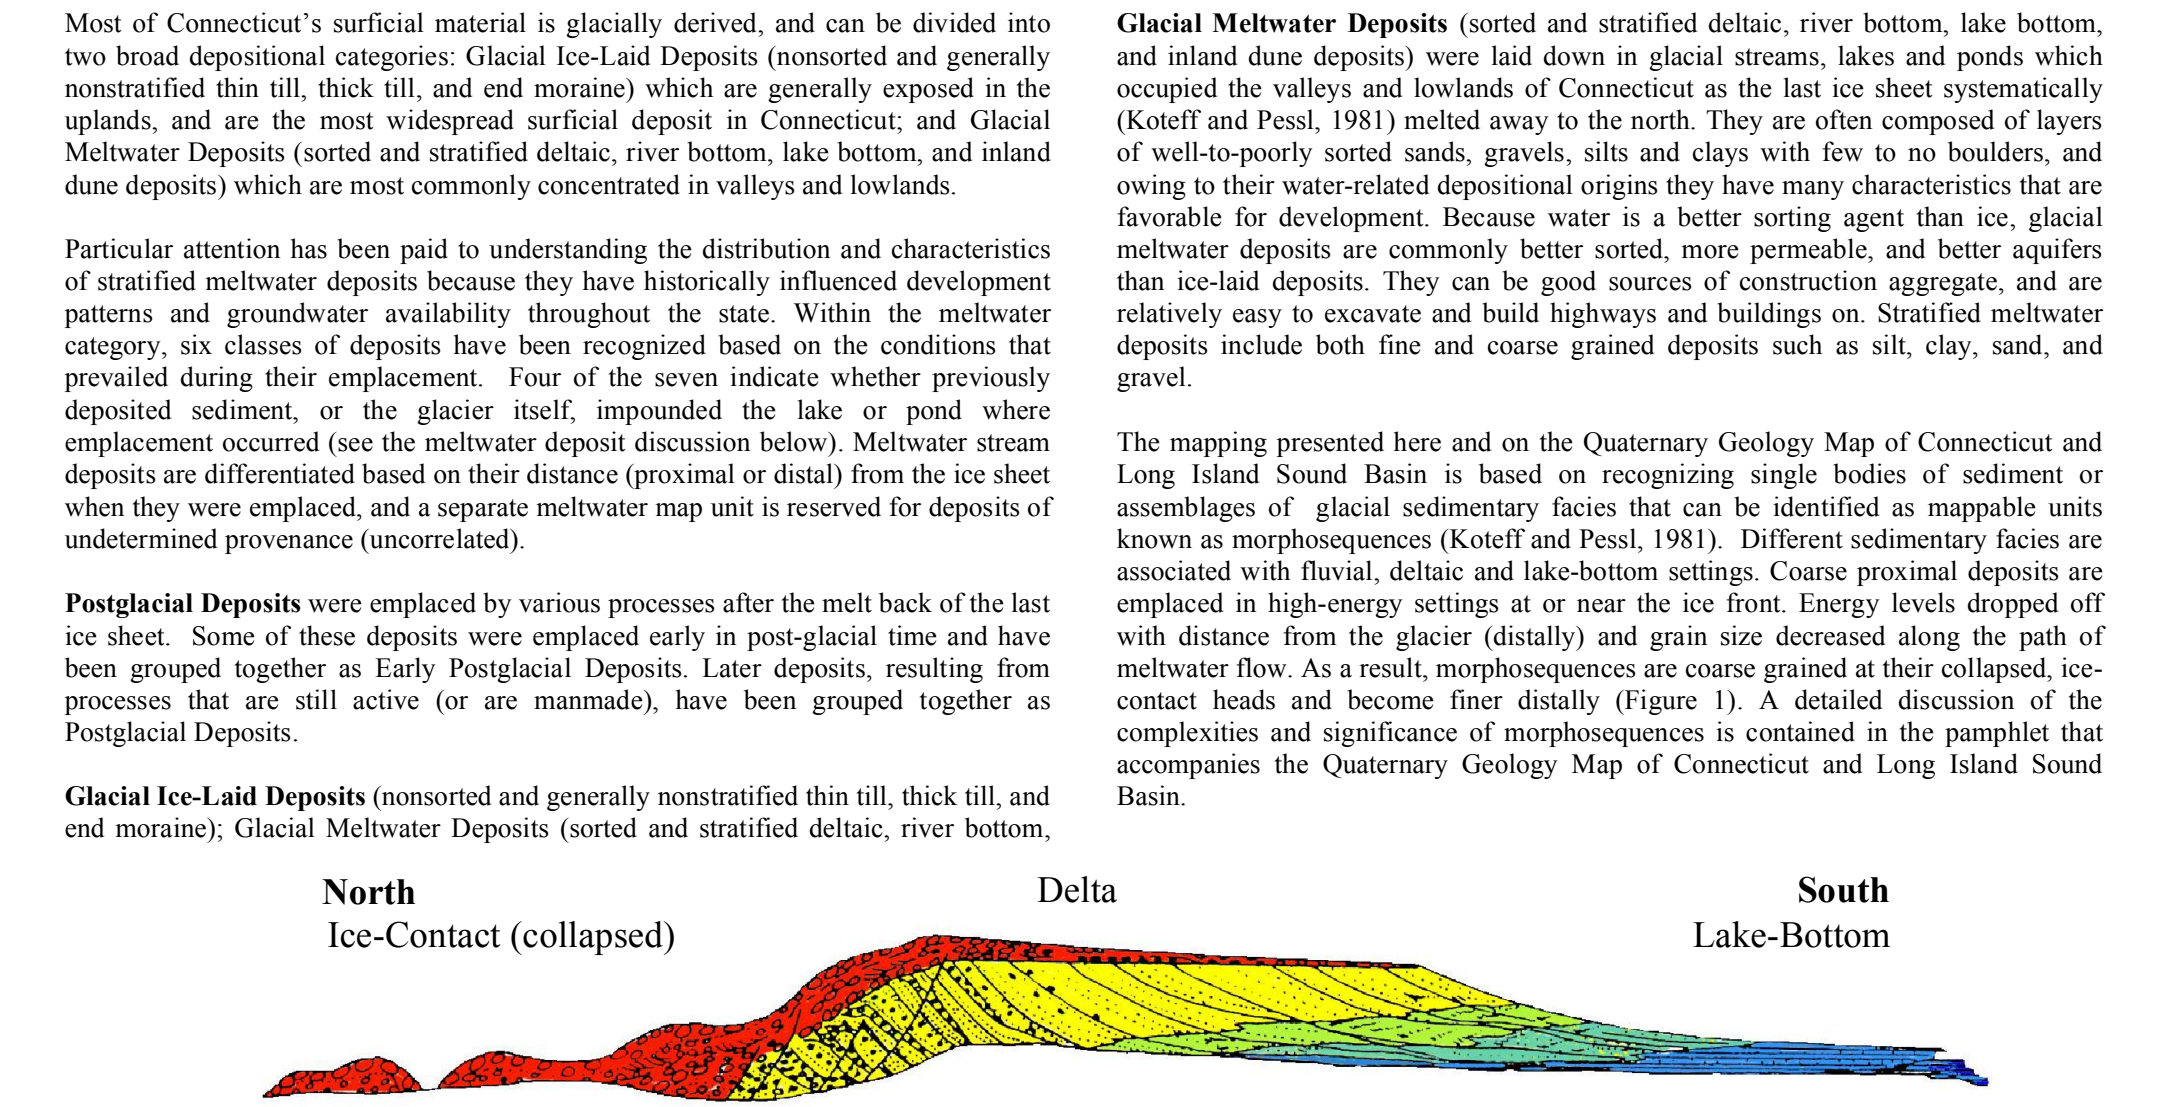 Most of Connecticut’s surficial material is glacially derived, and can be divided into
two broad depositional categories: Glacial Ice-Laid Deposits (nonsorted and generally
nonstratified thin till, thick till, and end moraine) which are generally exposed in the
uplands, and are the most widespread surficial deposit in Connecticut; and Glacial
Meltwater Deposits (sorted and stratified deltaic, river bottom, lake bottom, and inland
dune deposits) which are most commonly concentrated in valleys and lowlands.
Particular attention has been paid to understanding the distribution and characteristics
of stratified meltwater deposits because they have historically influenced development
patterns and groundwater availability throughout the state. Within the meltwater
category, six classes of deposits have been recognized based on the conditions that
prevailed during their emplacement.  Four of the seven indicate whether previously
deposited sediment, or the glacier itself, impounded the lake or pond where
emplacement occurred (see the meltwater deposit discussion below). Meltwater stream
deposits are differentiated based on their distance (proximal or distal) from the ice sheet
when they were emplaced, and a separate meltwater map unit is reserved for deposits of
undetermined provenance (uncorrelated).
Postglacial Deposits were emplaced by various processes after the melt back of the last
ice sheet.  Some of these deposits were emplaced early in post-glacial time and have
been grouped together as Early Postglacial Deposits. Later deposits, resulting from
processes that are still active (or are manmade), have been grouped together as
Postglacial Deposits.
Glacial Ice-Laid Deposits (nonsorted and generally nonstratified thin till, thick till, and
end moraine); Glacial Meltwater Deposits (sorted and stratified deltaic, river bottom,
Glacial Meltwater Deposits (sorted and stratified deltaic, river bottom, lake bottom,
and inland dune deposits) were laid down in glacial streams, lakes and ponds which
occupied the valleys and lowlands of Connecticut as the last ice sheet systematically
(Koteff and Pessl, 1981) melted away to the north. They are often composed of layers
of well-to-poorly sorted sands, gravels, silts and clays with few to no boulders, and
owing to their water-related depositional origins they have many characteristics that are
favorable for development. Because water is a better sorting agent than ice, glacial
meltwater deposits are commonly better sorted, more permeable, and better aquifers
than ice-laid deposits. They can be good sources of construction aggregate, and are
relatively easy to excavate and build highways and buildings on. Stratified meltwater
deposits include both fine and coarse grained deposits such as silt, clay, sand, and
gravel.
The mapping presented here and on the Quaternary Geology Map of Connecticut and
Long Island Sound Basin is based on recognizing single bodies of sediment or
assemblages of  glacial sedimentary facies that can be identified as mappable units
known as morphosequences (Koteff and Pessl, 1981).  Different sedimentary facies are
associated with fluvial, deltaic and lake-bottom settings. Coarse proximal deposits are
emplaced in high-energy settings at or near the ice front. Energy levels dropped off
with distance from the glacier (distally) and grain size decreased along the path of
meltwater flow. As a result, morphosequences are coarse grained at their collapsed, ice-
contact heads and become finer distally (Figure 1). A detailed discussion of the
complexities and significance of morphosequences is contained in the pamphlet that
accompanies the Quaternary Geology Map of Connecticut and Long Island Sound
Basin.
North
Delta
South
Ice-Contact (collapsed)
Lake-Bottom